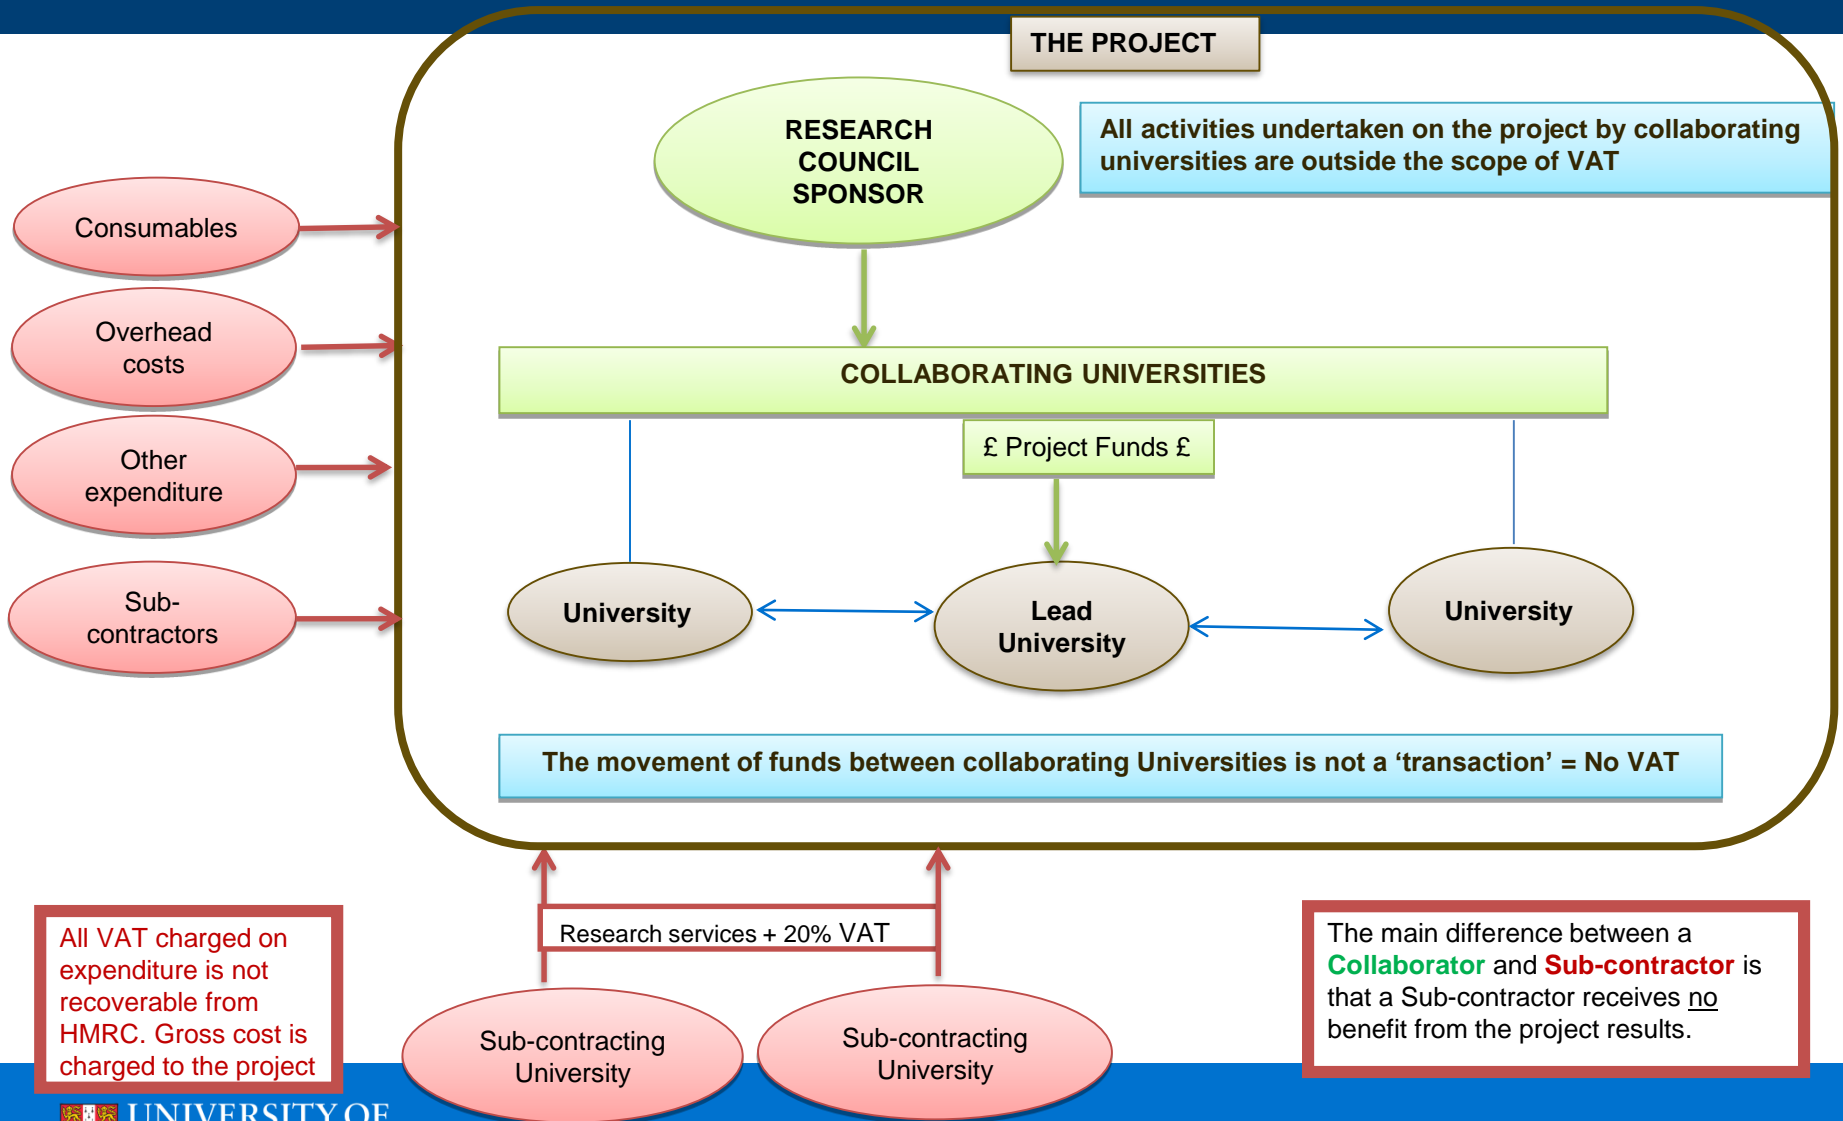 THE PROJECT
RESEARCH
COUNCIL
SPONSOR
All activities undertaken on the project by collaborating
universities are outside the scope of VAT
Consumables
Overhead
costs
Other
expenditure
Sub-
contractors
COLLABORATING UNIVERSITIES
£ Project Funds £
University
Lead
University
University
The movement of funds between collaborating Universities is not a ‘transaction’ = No VAT
Research services + 20% VAT
All VAT charged on
expenditure is not
recoverable from
HMRC. Gross cost is
charged to the project
Sub-contracting
University
Sub-contracting
University
The main difference between a
Collaborator and Sub-contractor is
that a Sub-contractor receives no
benefit from the project results.
UNIVERSITY OF